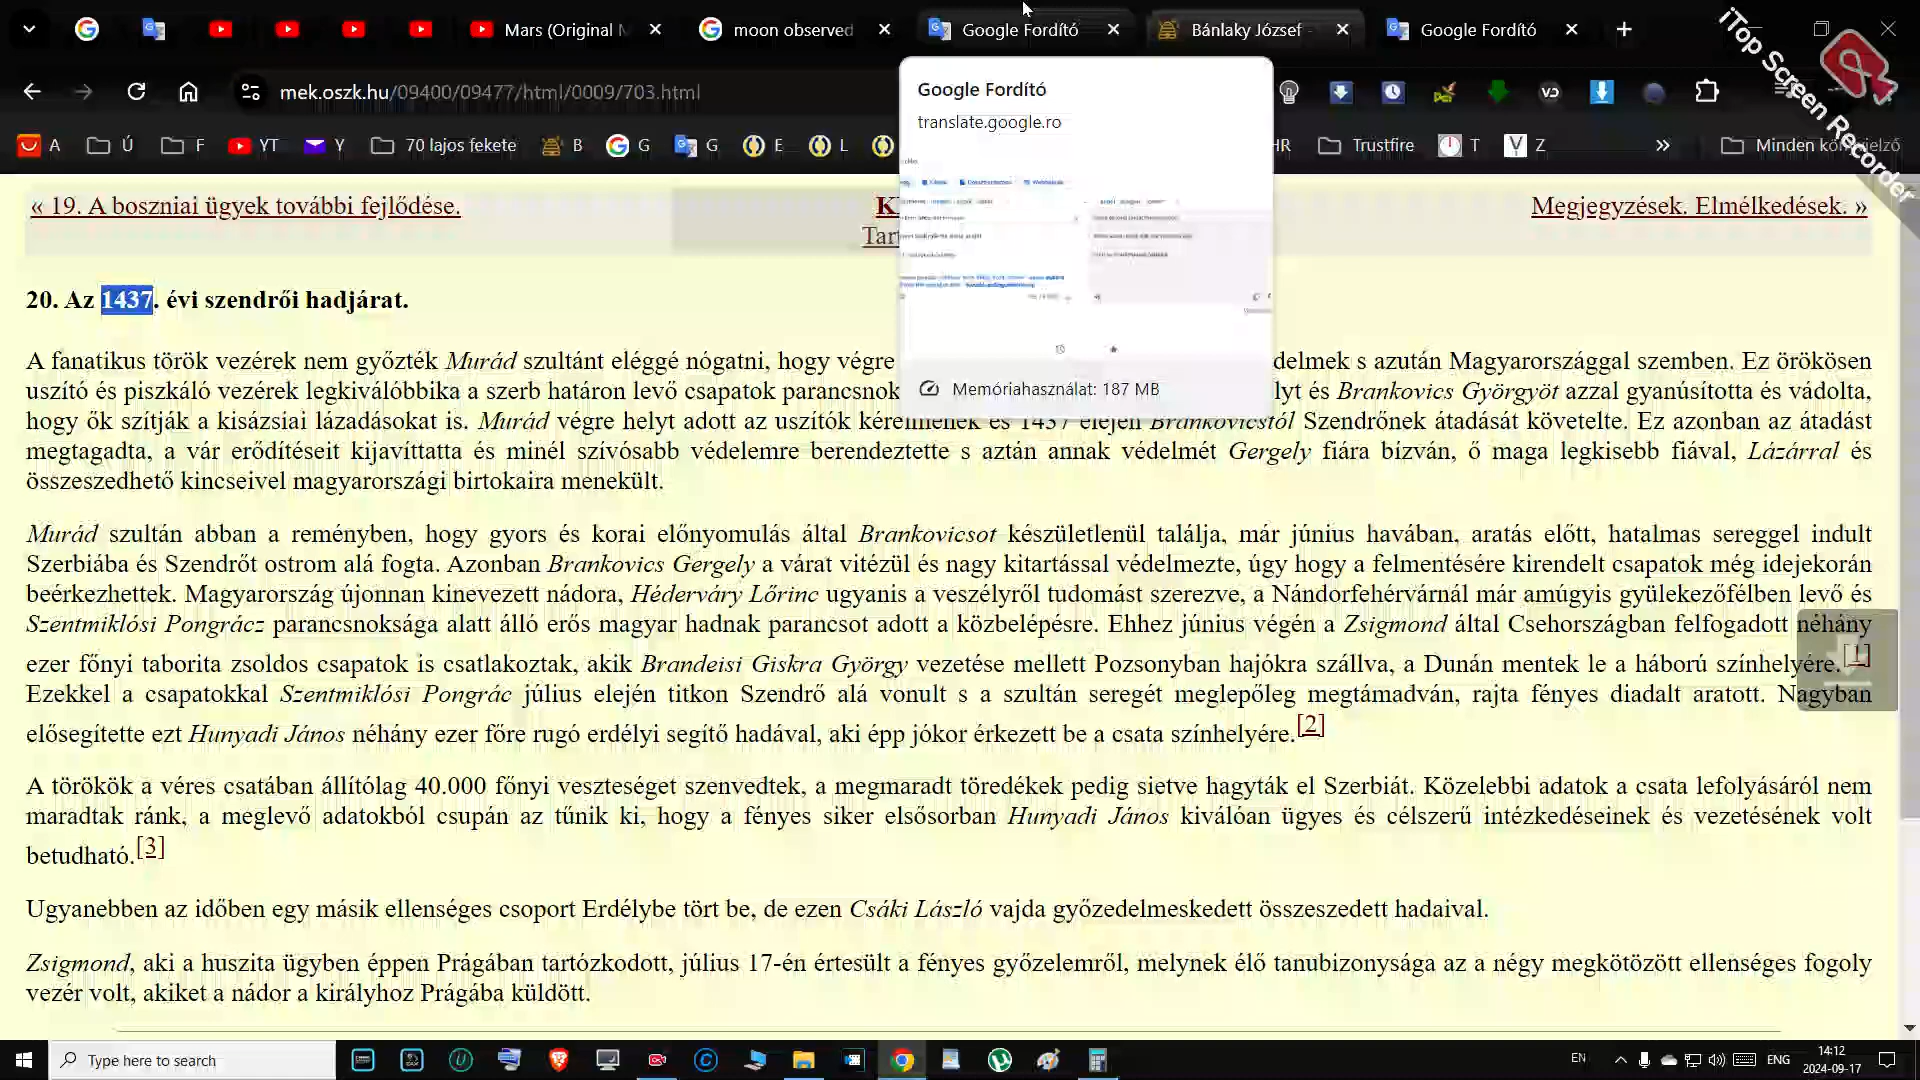 Mars (Original M
moon observed
Google Fordító
Bánlaky József -
Google Fordító
iTop Screen Recorder
mek.oszk.hu/09400/09477/html/0009/703.html
Google Fordító
translate.google.ro
Memóriahasználat: 187 MB
A
Ú
F
YT
Y
70 lajos fekete
B
G
G
E
L
HR
Trustfire
T
Z
»
Minden könyvjelző
« 19. A boszniai ügyek további fejlődése.
Tart
Megjegyzések. Elmélkedések. »
20. Az 1437. évi szendrői hadjárat.
A fanatikus török vezérek nem győzték Murád szultánt eléggé nógatni, hogy végre delmek s azután Magyarországgal szemben. Ez örökösen
uszító és piszkáló vezérek legkiválóbbika a szerb határon levő csapatok parancsnok lyt és Brankovics Györgyöt azzal gyanúsította és vádolta,
hogy ők szítják a kisázsiai lázadásokat is. Murád végre helyt adott az uszítók kérelmének és 1437 elején Brankovicstól Szendrőnek átadását követelte. Ez azonban az átadást
megtagadta, a vár erődítéseit kijavíttatta és minél szívósabb védelemre berendeztette s aztán annak védelmét Gergely fiára bízván, ő maga legkisebb fiával, Lázárral és
összeszedhető kincseivel magyarországi birtokaira menekült.
Murád szultán abban a reményben, hogy gyors és korai előnyomulás által Brankovicsot készületlenül találja, már június havában, aratás előtt, hatalmas sereggel indult
Szerbiába és Szendrőt ostrom alá fogta. Azonban Brankovics Gergely a várat vitézül és nagy kitartással védelmezte, úgy hogy a felmentésére kirendelt csapatok még idejekorán
beérkezhettek. Magyarország újonnan kinevezett nádora, Héderváry Lőrinc ugyanis a veszélyről tudomást szerezve, a Nándorfehérvárnál már amúgyis gyülekezőfélben levő és
Szentmiklósi Pongrácz parancsnoksága alatt álló erős magyar hadnak parancsot adott a közbelépésre. Ehhez június végén a Zsigmond által Csehországban felfogadott néhány
ezer főnyi taborita zsoldos csapatok is csatlakoztak, akik Brandeisi Giskra György vezetése mellett Pozsonyban hajókra szállva, a Dunán mentek le a háború színhelyére.[1]
Ezekkel a csapatokkal Szentmiklósi Pongrác július elején titkon Szendrő alá vonult s a szultán seregét meglepőleg megtámadván, rajta fényes diadalt aratott. Nagyban
elősegítette ezt Hunyadi János néhány ezer főre rugó erdélyi segítő hadával, aki épp jókor érkezett be a csata színhelyére.[2]
A törökök a véres csatában állítólag 40.000 főnyi veszteséget szenvedtek, a megmaradt töredékek pedig sietve hagyták el Szerbiát. Közelebbi adatok a csata lefolyásáról nem
maradtak ránk, a meglevő adatokból csupán az tűnik ki, hogy a fényes siker elsősorban Hunyadi János kiválóan ügyes és célszerű intézkedéseinek és vezetésének volt
betudható.[3]
Ugyanebben az időben egy másik ellenséges csoport Erdélybe tört be, de ezen Csáki László vajda győzedelmeskedett összeszedett hadaival.
Zsigmond, aki a huszita ügyben éppen Prágában tartózkodott, július 17-én értesült a fényes győzelemről, melynek élő tanubizonysága az a négy megkötözött ellenséges fogoly
vezér volt, akiket a nádor a királyhoz Prágába küldött.
Type here to search
EN
ENG
14:12
2024-09-17